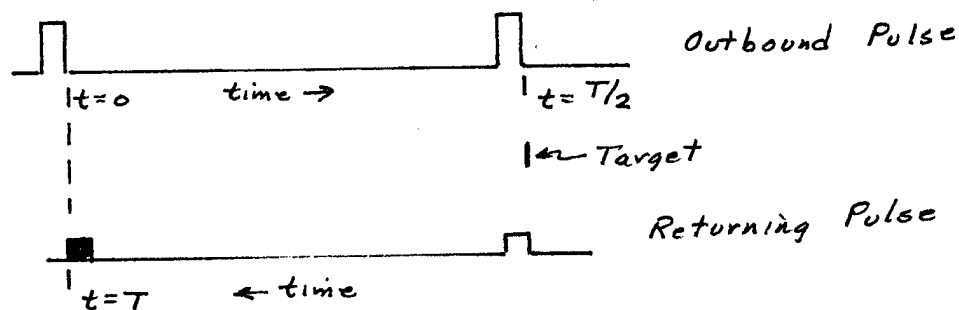 Outbound Pulse
t=0
time →
t= T/2
← Target
Returning Pulse
t=T
← time